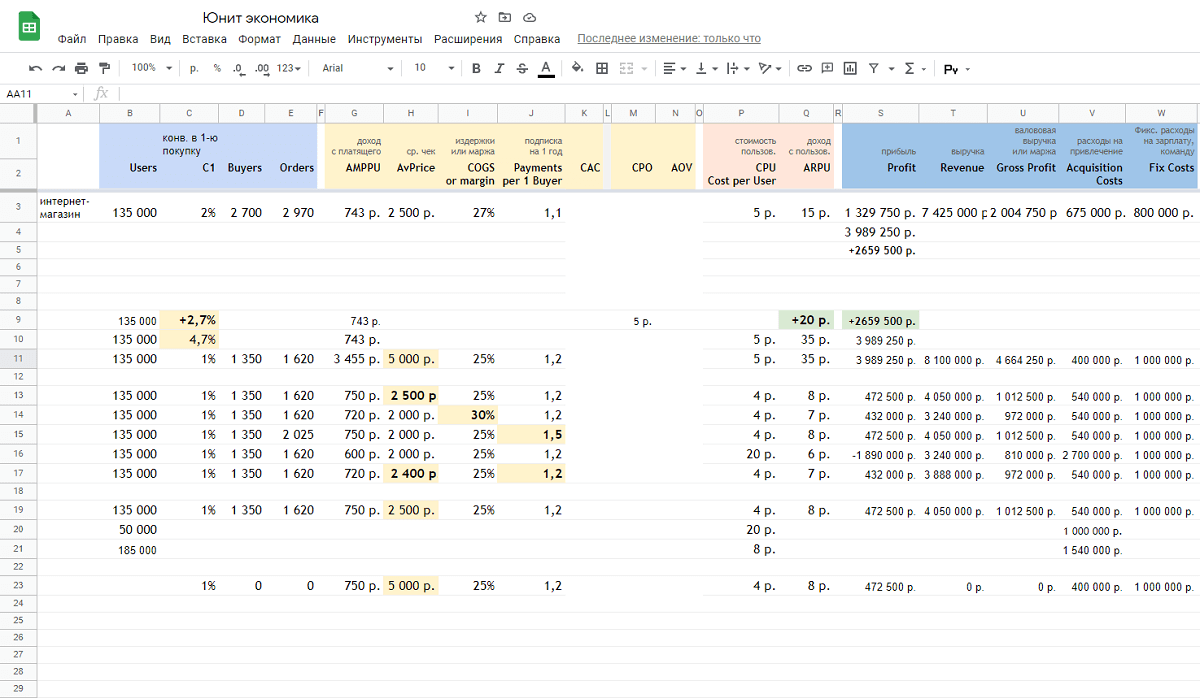 Юнит экономика
Файл Правка Вид Вставка Формат Данные Инструменты Расширения Справка Последнее изменение: только что
100% р. % .0 .00 123 Arial 10 B I S A Σ Ру
AA11 fx
A B C D E F G H I J K L M N O P Q R S T U V W
1 конв. в 1-ю покупку доход с платящего ср. чек издержки или маржа подписка на 1 год стоимость пользов. доход с пользов. прибыль выручка валововая выручка или маржа расходы на привлечение Фикс. расходы на зарплату, команду
2 Users C1 Buyers Orders AMPPU AvPrice COGS or margin Payments per 1 Buyer CAC CPO AOV CPU Cost per User ARPU Profit Revenue Gross Profit Acquisition Costs Fix Costs
3 интернет-магазин 135 000 2% 2 700 2 970 743 р. 2 500 р. 27% 1,1 5 р. 15 р. 1 329 750 р. 7 425 000 р 2 004 750 р 675 000 р. 800 000 р.
4 3 989 250 р.
5 +2659 500 р.
6
7
8
9 135 000 +2,7% 743 р. 5 р. +20 р. +2659 500 р.
10 135 000 4,7% 743 р. 5 р. 35 р. 3 989 250 р.
11 135 000 1% 1 350 1 620 3 455 р. 5 000 р. 25% 1,2 5 р. 35 р. 3 989 250 р. 8 100 000 р. 4 664 250 р. 400 000 р. 1 000 000 р.
12
13 135 000 1% 1 350 1 620 750 р. 2 500 р 25% 1,2 4 р. 8 р. 472 500 р. 4 050 000 р. 1 012 500 р. 540 000 р. 1 000 000 р.
14 135 000 1% 1 350 1 620 720 р. 2 000 р. 30% 1,2 4 р. 7 р. 432 000 р. 3 240 000 р. 972 000 р. 540 000 р. 1 000 000 р.
15 135 000 1% 1 350 2 025 750 р. 2 000 р. 25% 1,5 4 р. 8 р. 472 500 р. 4 050 000 р. 1 012 500 р. 540 000 р. 1 000 000 р.
16 135 000 1% 1 350 1 620 600 р. 2 000 р. 25% 1,2 20 р. 6 р. -1 890 000 р. 3 240 000 р. 810 000 р. 2 700 000 р. 1 000 000 р.
17 135 000 1% 1 350 1 620 720 р. 2 400 р 25% 1,2 4 р. 7 р. 432 000 р. 3 888 000 р. 972 000 р. 540 000 р. 1 000 000 р.
18
19 135 000 1% 1 350 1 620 750 р. 2 500 р. 25% 1,2 4 р. 8 р. 472 500 р. 4 050 000 р. 1 012 500 р. 540 000 р. 1 000 000 р.
20 50 000 20 р. 1 000 000 р.
21 185 000 8 р. 1 540 000 р.
22
23 1% 0 0 750 р. 5 000 р. 25% 1,2 4 р. 8 р. 472 500 р. 0 р. 0 р. 400 000 р. 1 000 000 р.
24
25
26
27
28
29